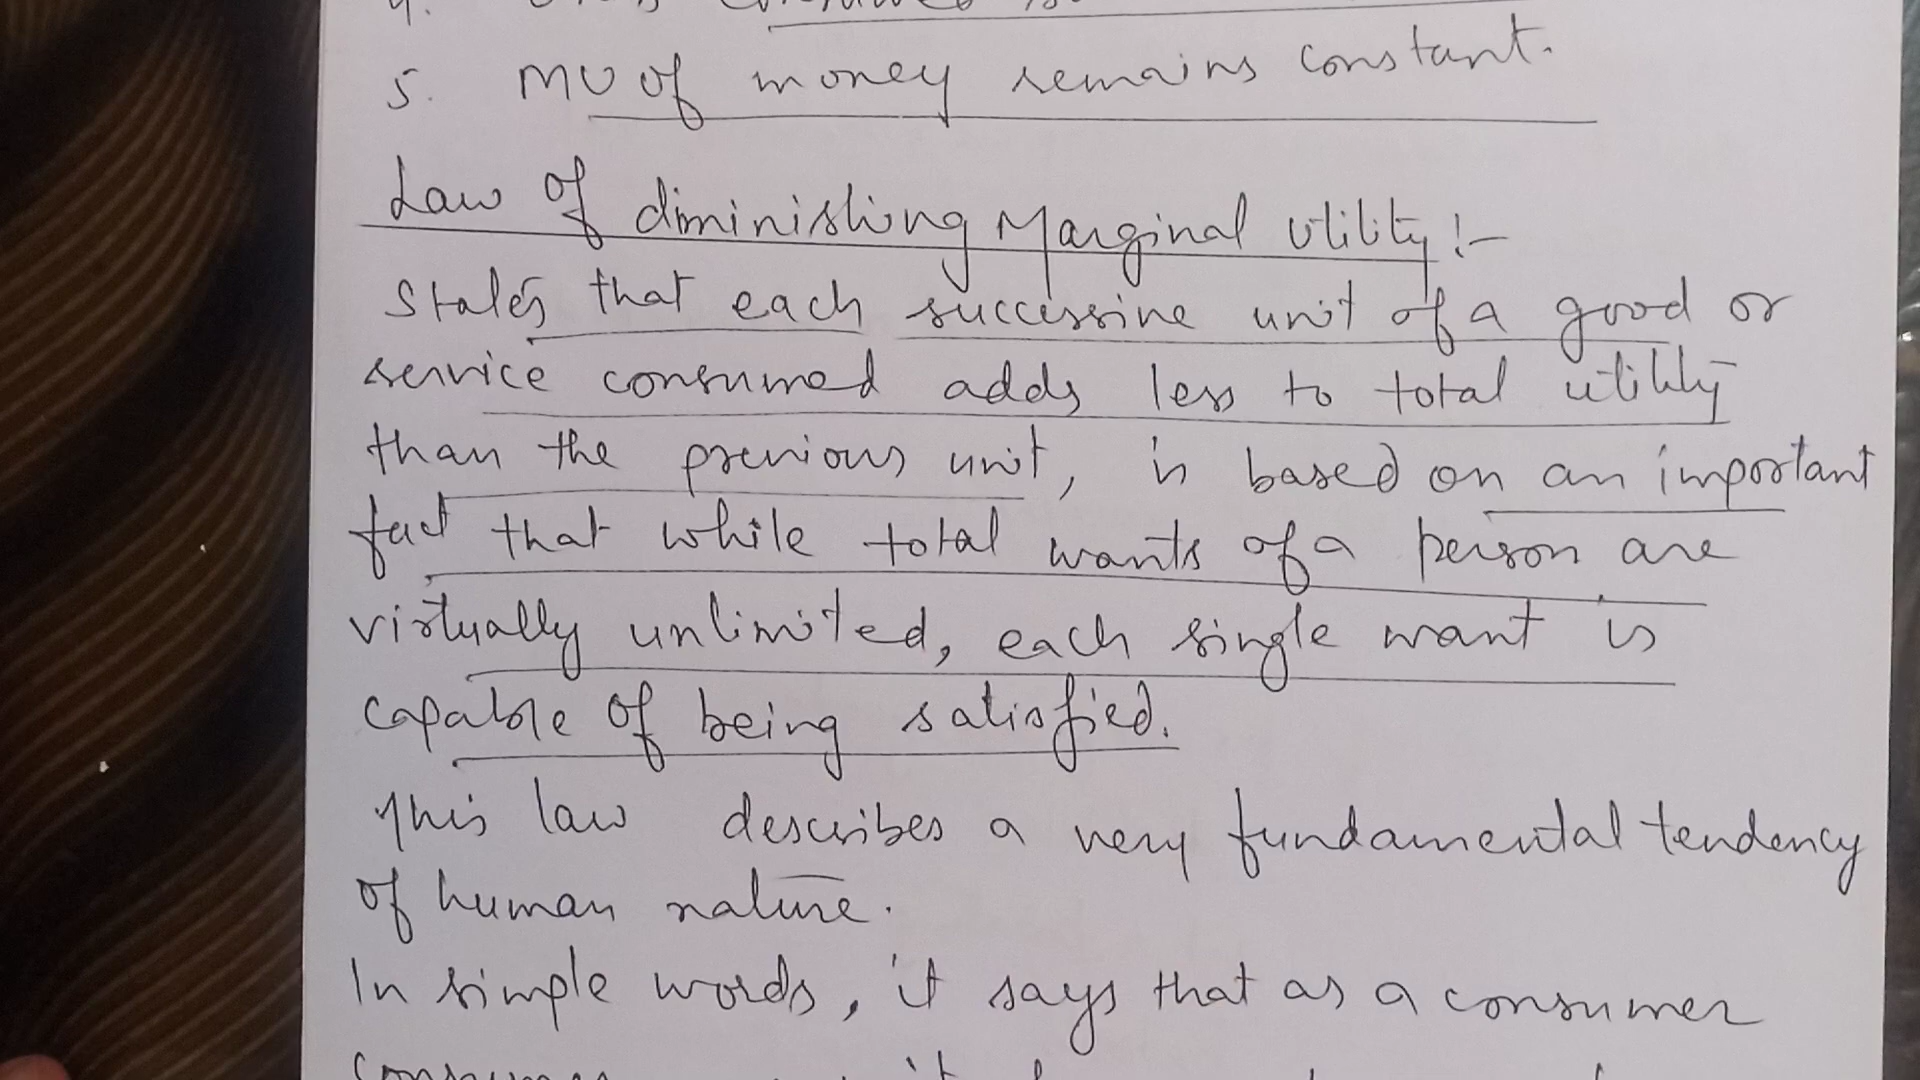 4.
5. MU of money remains constant.
Law of diminishing Marginal utility :-
States that each successive unit of a good or
service consumed adds less to total utility
than the previous unit, is based on an important
fact that while total wants of a person are
virtually unlimited, each single want is
capable of being satisfied.
This law describes a very fundamental tendency
of human nature.
In simple words, it says that as a consumer